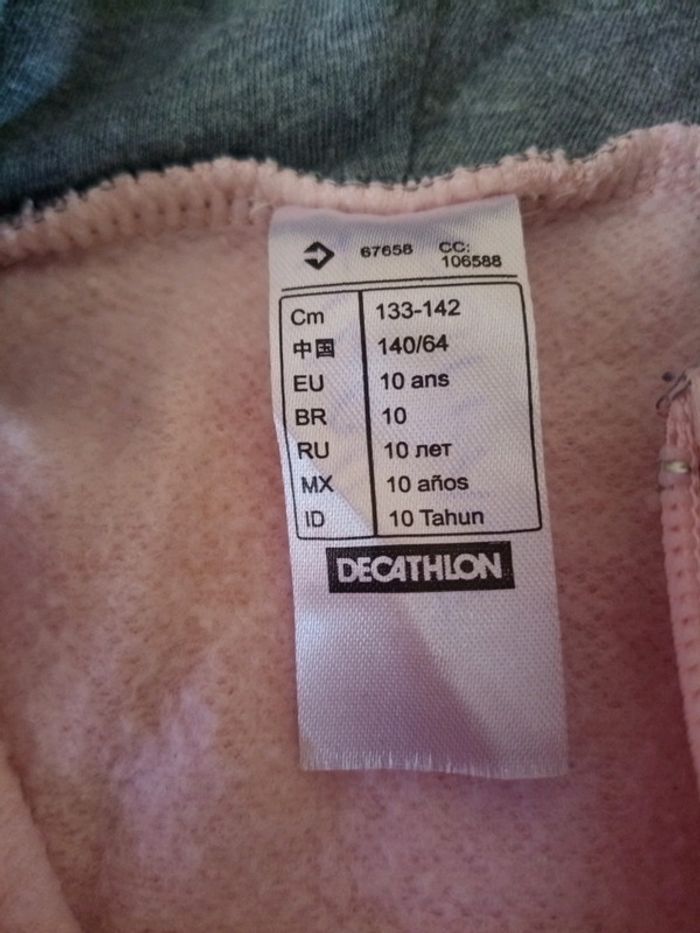 67658 CC:
106588
Cm 133-142
中国 140/64
EU 10 ans
BR 10
RU 10 лет
MX 10 años
ID 10 Tahun
DECATHLON